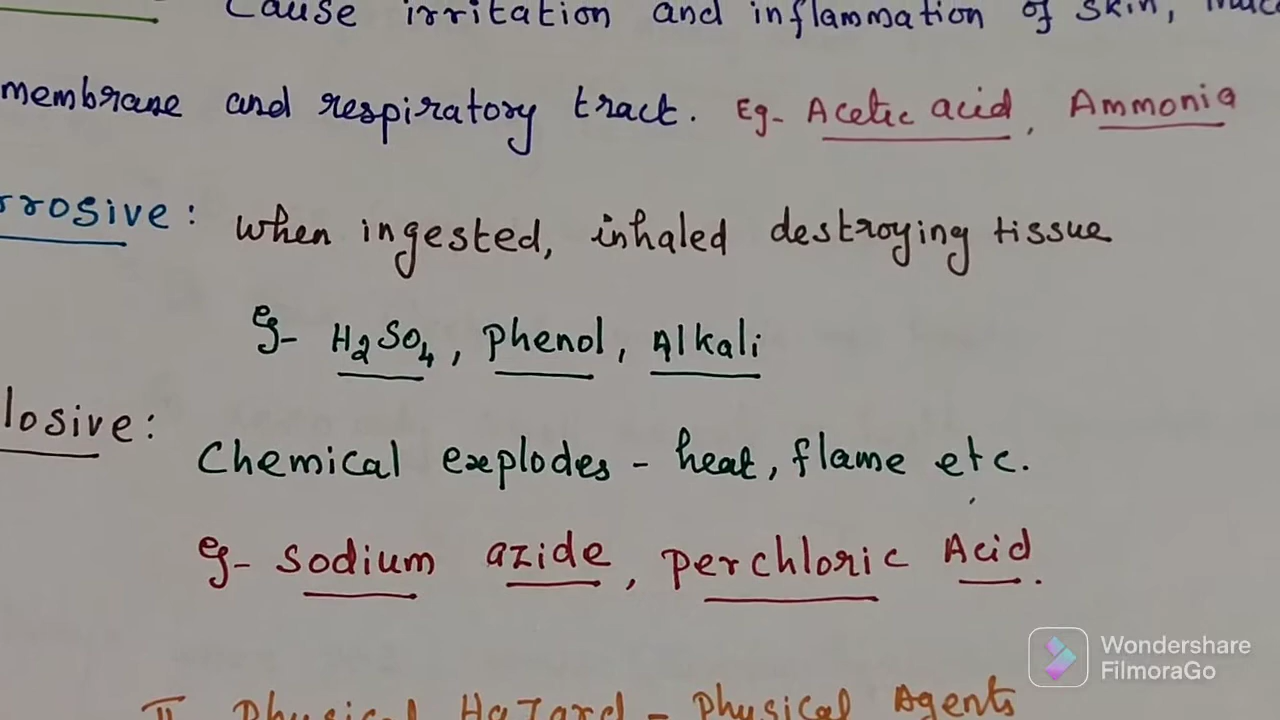 Cause irritation and inflammation of skin,
membrane and respiratory tract. Eg- Acetic acid, Ammonia
rrosive: when ingested, inhaled destroying tissue
eg- H2SO4, phenol, Alkali
losive: Chemical explodes - heat, flame etc.
eg- sodium azide, perchloric Acid.
II Physical Hazard - Physical Agents
Wondershare
FilmoraGo